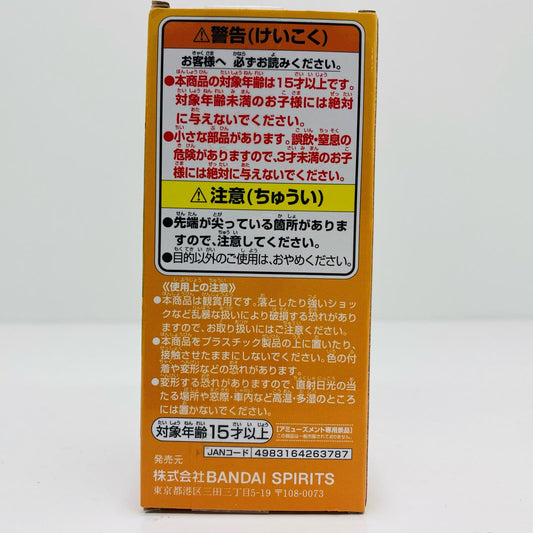 ⚠警告(けいこく)
お客様へ 必ずお読みください。
●本商品の対象年齢は15才以上です。
対象年齢未満のお子様には絶対
に与えないでください。
●小さな部品があります。誤飲・窒息の
危険がありますので、3才未満のお子
様には絶対に与えないでください。
⚠注意(ちゅうい)
●先端が尖っている箇所がありま
すので、注意してください。
●目的以外のご使用は、おやめください。
《使用上の注意》
●本商品は観賞用です。落としたり強いショッ
クなど乱暴な扱いにより破損する恐れがあり
ますので、お取り扱いにはご注意ください。
●本商品をプラスチック製品の上に置いたり、
接触させたままにしないでください。色の付
着や変形などの恐れがあります。
●変形する恐れがありますので、直射日光の当
たる場所や窓際・車内など高温・多湿のところ
には置かないでください。
対象年齢15才以上
【アミューズメント専用景品】
JANコード 4983164263787
発売元
株式会社BANDAI SPIRITS
東京都港区三田三丁目5-19 〒108-0073